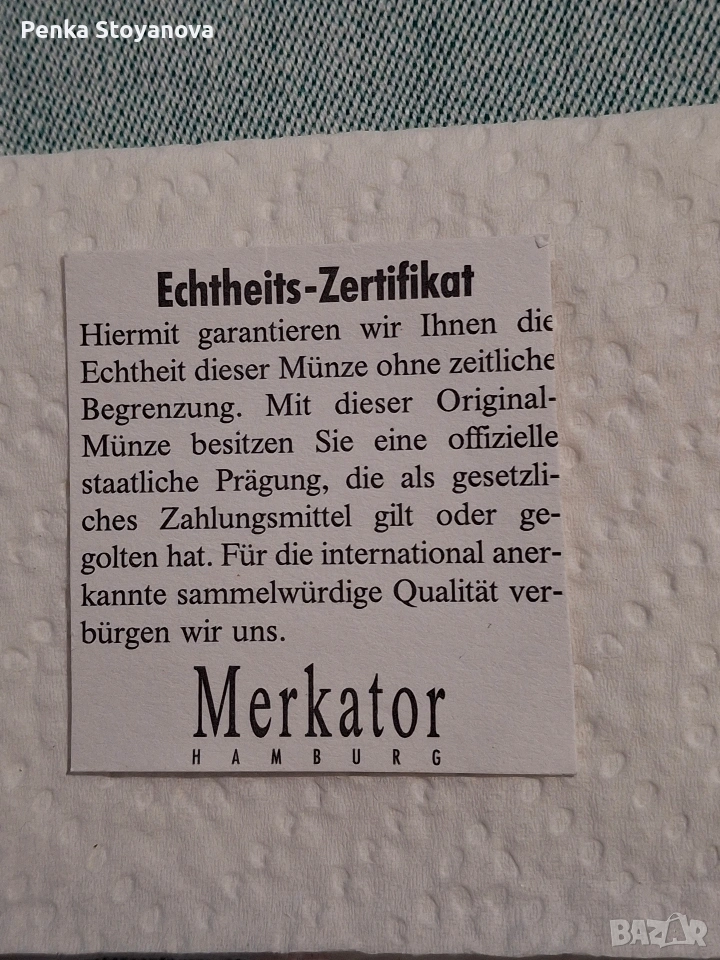 Penka Stoyanova
Echtheits-Zertifikat
Hiermit garantieren wir Ihnen die
Echtheit dieser Münze ohne zeitliche
Begrenzung. Mit dieser Original-
Münze besitzen Sie eine offizielle
staatliche Prägung, die als gesetzli-
ches Zahlungsmittel gilt oder ge-
golten hat. Für die international aner-
kannte sammelwürdige Qualität ver-
bürgen wir uns.
Merkator
HAMBURG
BAZAR